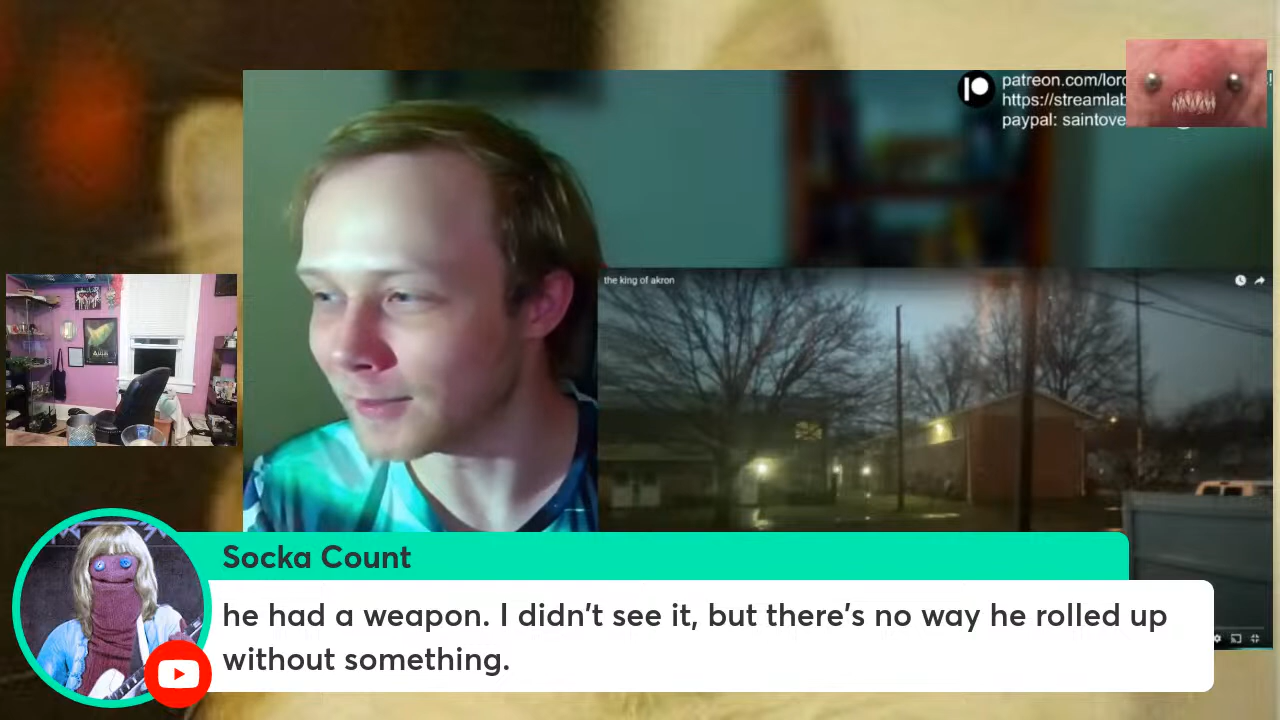 patreon.com/lor
https://streamlab
paypal: saintove
the king of akron
Socka Count
he had a weapon. I didn't see it, but there's no way he rolled up
without something.